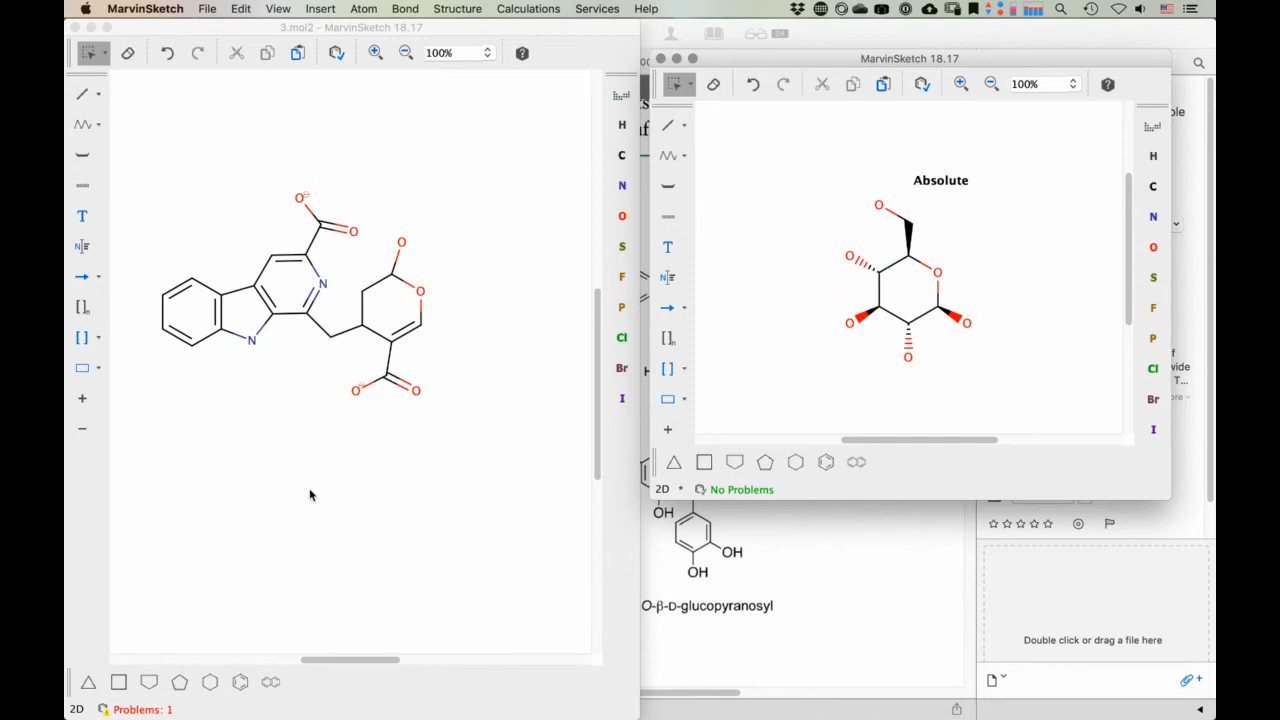 MarvinSketch File Edit View Insert Atom Bond Structure Calculations Services Help
3.mol2 - MarvinSketch 18.17
100%
H
C
N
O
S
F
P
Cl
Br
I
T
O
O
O
O
N
N
O
O
2D Problems: 1
24
MarvinSketch 18.17
100%
H
C
N
O
S
F
P
Cl
Br
I
T
Absolute
O
O
O
O
O
O
2D * No Problems
OH
OH
OH
O-β-D-glucopyranosyl
Double click or drag a file here